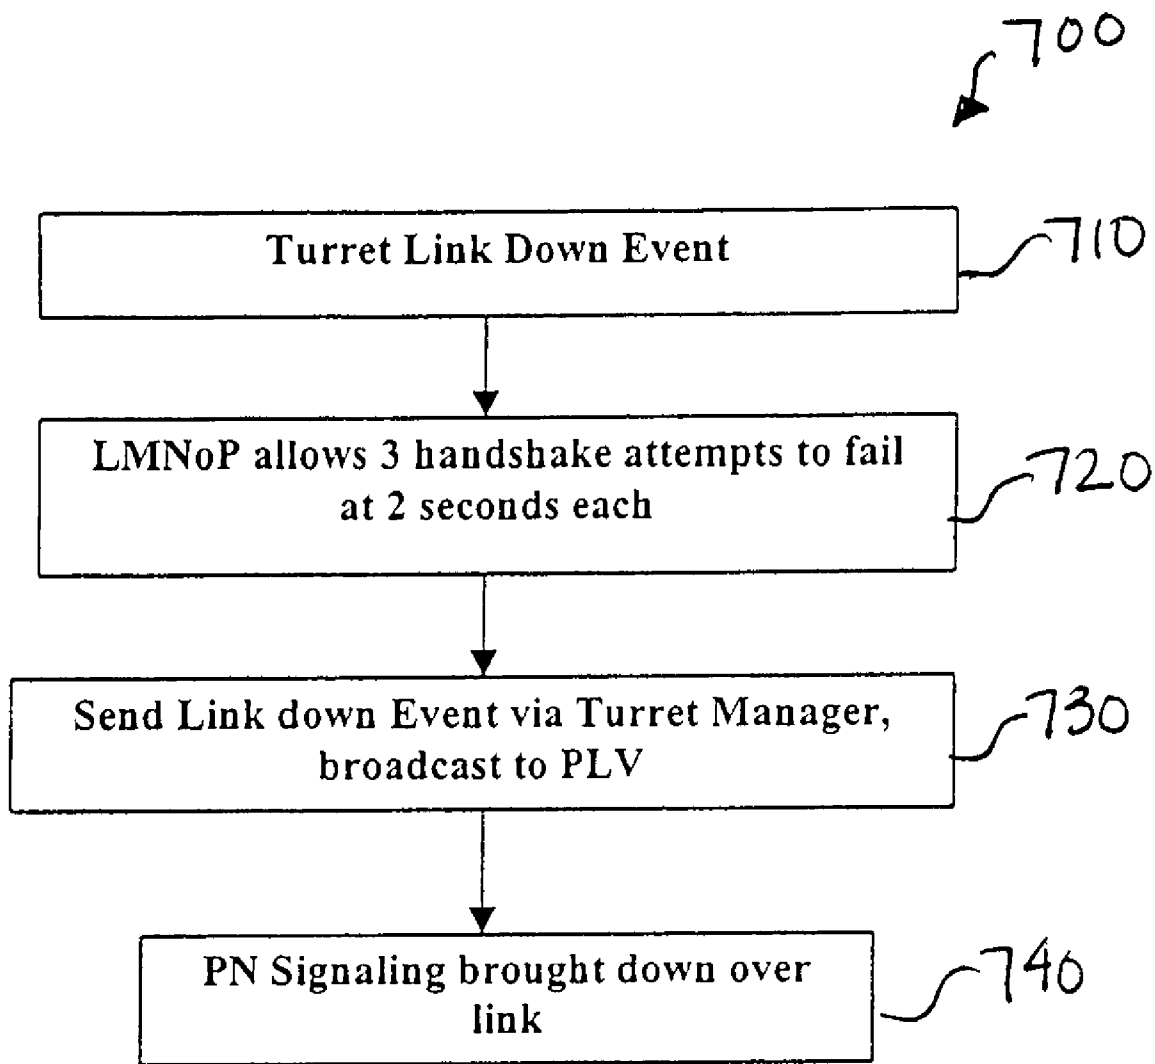 700
Turret Link Down Event
710
LMNoP allows 3 handshake attempts to fail
at 2 seconds each
720
Send Link down Event via Turret Manager,
broadcast to PLV
730
PN Signaling brought down over
link
740